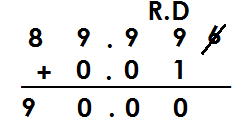 R.D
8 9 . 9 9 6
+ 0 . 0 1
9 0 . 0 0